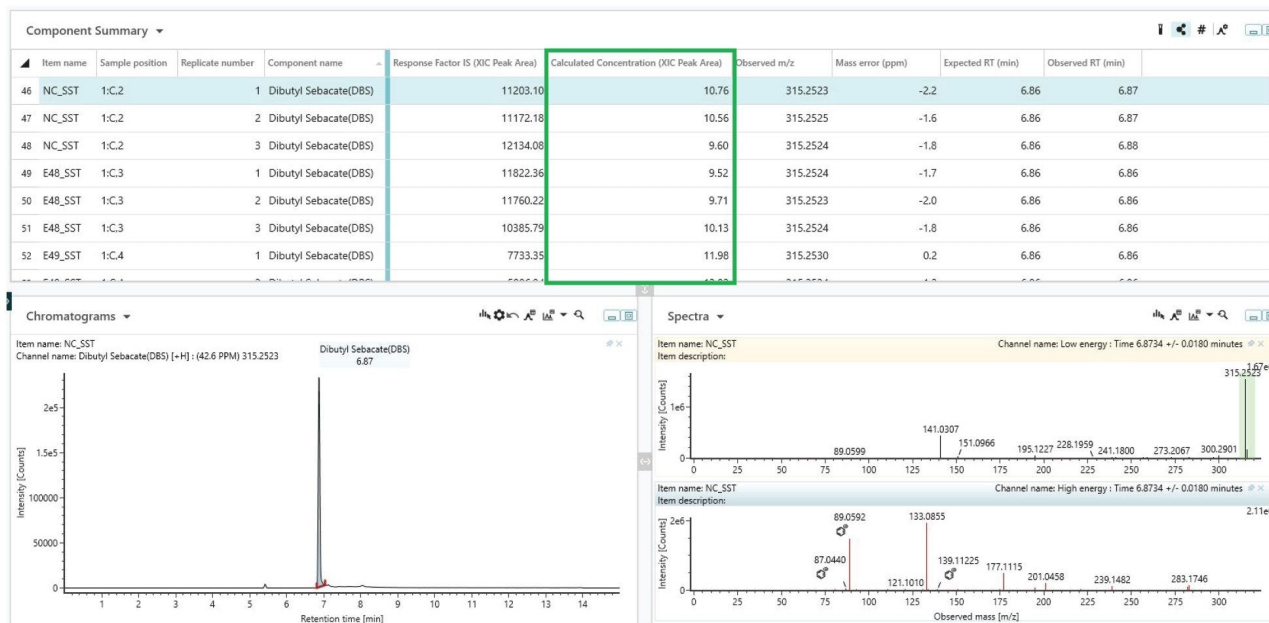 Component Summary
Item name Sample position Replicate number Component name Response Factor IS (XIC Peak Area) Calculated Concentration (XIC Peak Area) Observed m/z Mass error (ppm) Expected RT (min) Observed RT (min)
46 NC_SST 1:C,2 1 Dibutyl Sebacate(DBS) 11203.10 10.76 315.2523 -2.2 6.86 6.87
47 NC_SST 1:C,2 2 Dibutyl Sebacate(DBS) 11172.18 10.56 315.2525 -1.6 6.86 6.87
48 NC_SST 1:C,2 3 Dibutyl Sebacate(DBS) 12134.08 9.60 315.2524 -1.8 6.86 6.88
49 E48_SST 1:C,3 1 Dibutyl Sebacate(DBS) 11822.36 9.52 315.2524 -1.7 6.86 6.86
50 E48_SST 1:C,3 2 Dibutyl Sebacate(DBS) 11760.22 9.71 315.2523 -2.0 6.86 6.86
51 E48_SST 1:C,3 3 Dibutyl Sebacate(DBS) 10385.79 10.13 315.2524 -1.8 6.86 6.86
52 E49_SST 1:C,4 1 Dibutyl Sebacate(DBS) 7733.35 11.98 315.2530 0.2 6.86 6.86
Chromatograms
Item name: NC_SST
Channel name: Dibutyl Sebacate(DBS) [+H] : (42.6 PPM) 315.2523
Dibutyl Sebacate(DBS)
6.87
Intensity [Counts]
2e5
1.5e5
100000
50000
0
1 2 3 4 5 6 7 8 9 10 11 12 13 14
Retention time [min]
Spectra
Item name: NC_SST Channel name: Low energy : Time 6.8734 +/- 0.0180 minutes
Item description:
1.67e
315.2523
Intensity [Counts]
1e6
0
89.0599 141.0307 151.0966 195.1227 228.1959 241.1800 273.2067 300.2901
0 25 50 75 100 125 150 175 200 225 250 275 300
Item name: NC_SST Channel name: High energy : Time 6.8734 +/- 0.0180 minutes
Item description:
2.11e
Intensity [Counts]
2e6
0
87.0440 89.0592 121.1010 133.0855 139.11225 177.1115 201.0458 239.1482 283.1746
0 25 50 75 100 125 150 175 200 225 250 275 300
Observed mass [m/z]